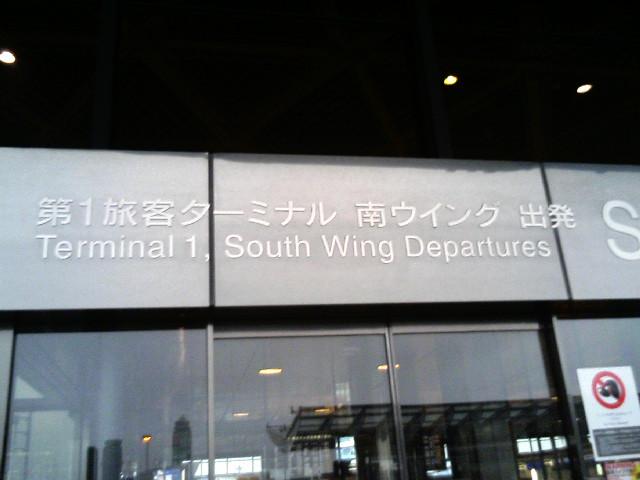 第1旅客ターミナル 南ウイング 出発
Terminal 1, South Wing Departures
S